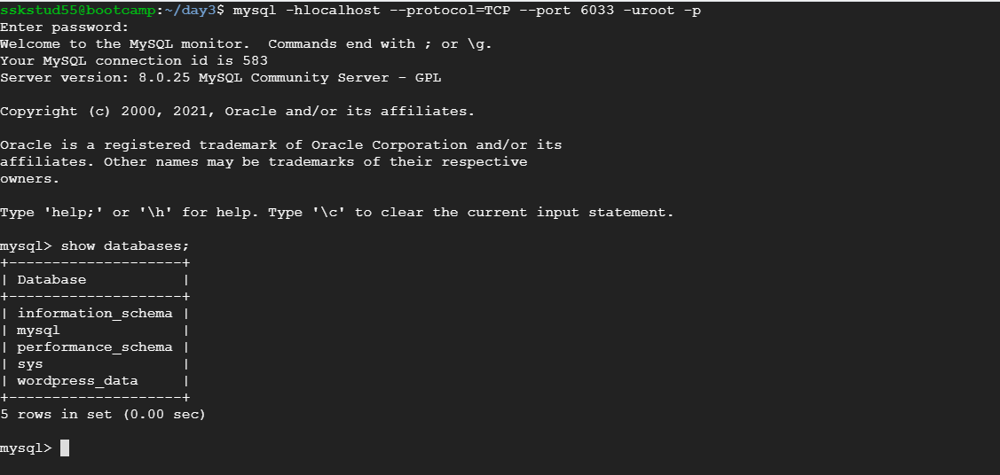 sskstud55@bootcamp:~/day3$ mysql -hlocalhost --protocol=TCP --port 6033 -uroot -p
Enter password:
Welcome to the MySQL monitor.  Commands end with ; or \g.
Your MySQL connection id is 583
Server version: 8.0.25 MySQL Community Server - GPL

Copyright (c) 2000, 2021, Oracle and/or its affiliates.

Oracle is a registered trademark of Oracle Corporation and/or its
affiliates. Other names may be trademarks of their respective
owners.

Type 'help;' or '\h' for help. Type '\c' to clear the current input statement.

mysql> show databases;
+--------------------+
| Database           |
+--------------------+
| information_schema |
| mysql              |
| performance_schema |
| sys                |
| wordpress_data     |
+--------------------+
5 rows in set (0.00 sec)

mysql>